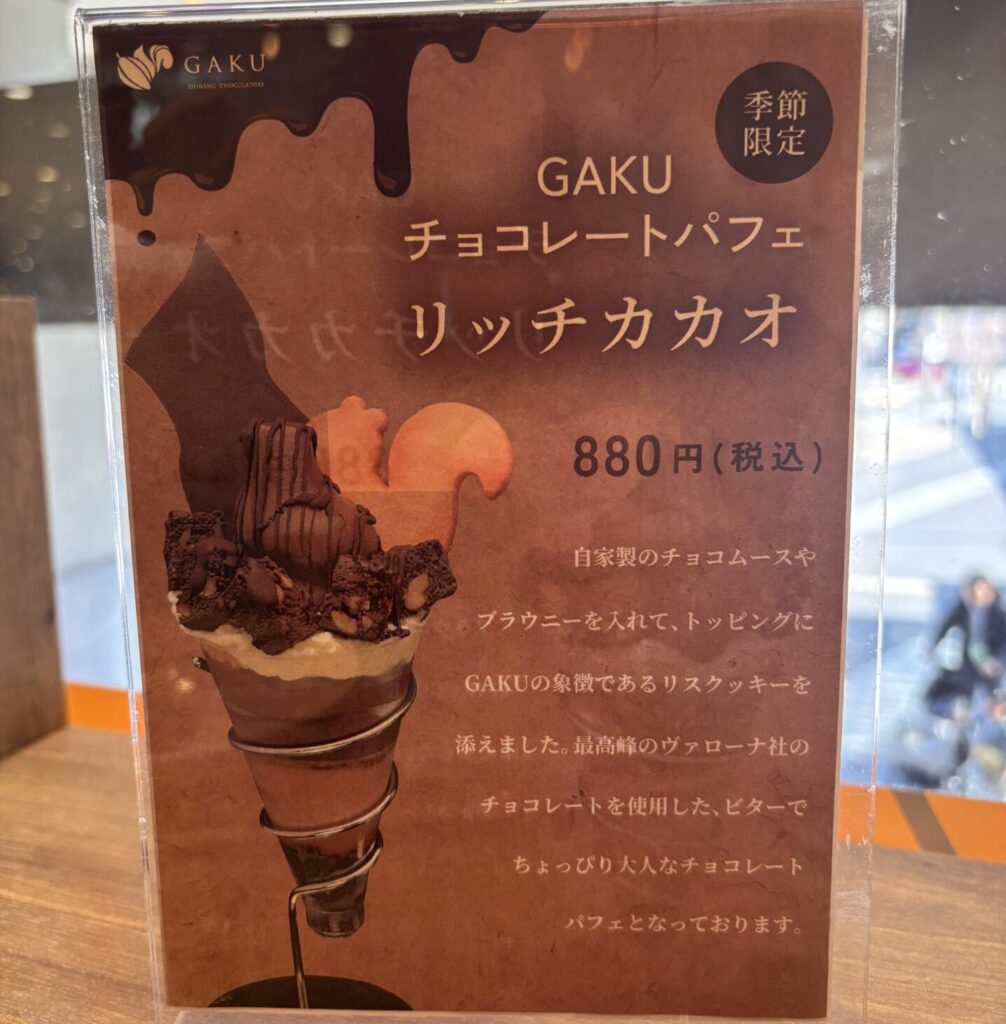 GAKU
SHINSHU CHOCOLATORY
季節
限定
GAKU
チョコレートパフェ
リッチカカオ
880円(税込)
自家製のチョコムースや
ブラウニーを入れて、トッピングに
GAKUの象徴であるリスクッキーを
添えました。最高峰のヴァローナ社の
チョコレートを使用した、ビターで
ちょっぴり大人なチョコレート
パフェとなっております。